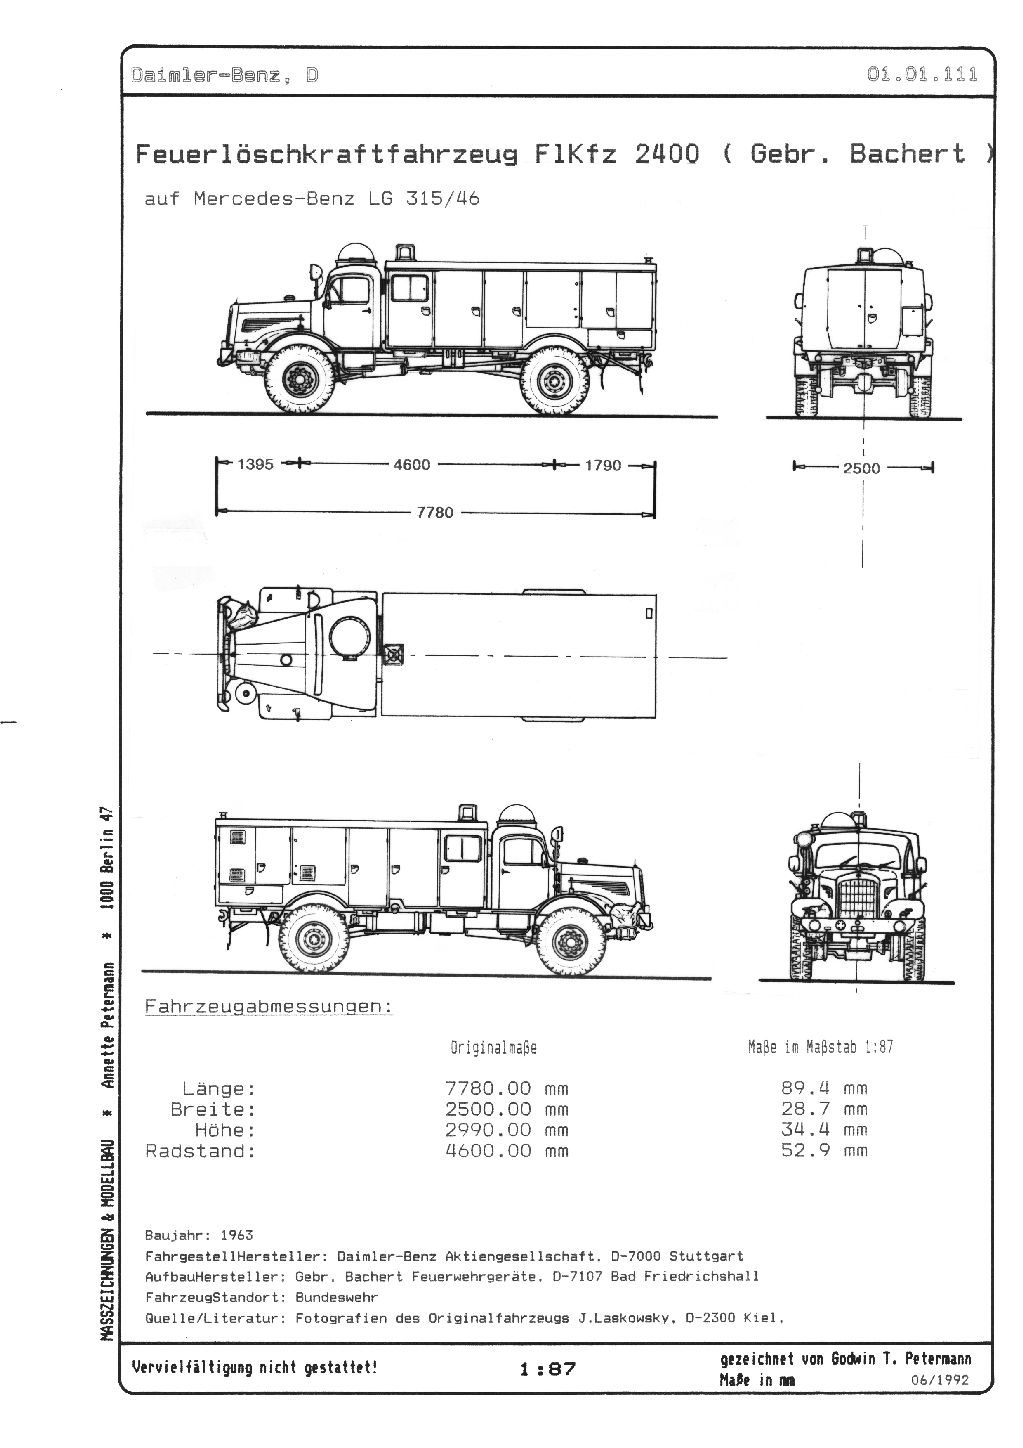 Daimler-Benz, D 01.01.111
Feuerlöschkraftfahrzeug FlKfz 2400 ( Gebr. Bachert )
auf Mercedes-Benz LG 315/46
1395 4600 1790
2500
7780
Fahrzeugabmessungen:
Originalmaße Maße im Maßstab 1:87
Länge: 7780.00 mm 89.4 mm
Breite: 2500.00 mm 28.7 mm
Höhe: 2990.00 mm 34.4 mm
Radstand: 4600.00 mm 52.9 mm
Baujahr: 1963
FahrgestellHersteller: Daimler-Benz Aktiengesellschaft, D-7000 Stuttgart
AufbauHersteller: Gebr. Bachert Feuerwehrgeräte, D-7107 Bad Friedrichshall
FahrzeugStandort: Bundeswehr
Quelle/Literatur: Fotografien des Originalfahrzeugs J.Laskowsky, D-2300 Kiel,
MASSZEICHNUNGEN & MODELLBAU * Annette Petermann * 1000 Berlin 47
Vervielfältigung nicht gestattet! 1:87 gezeichnet von Godwin T. Petermann
Maße in mm 06/1992